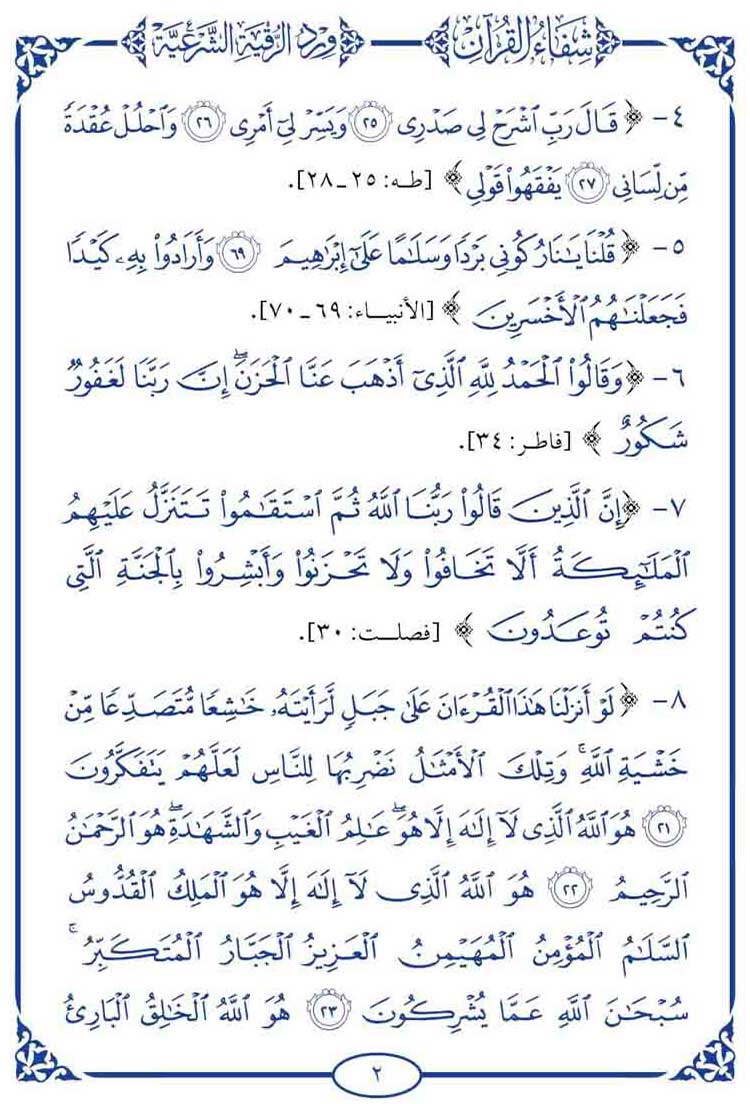 شِفَاءُ القُرْآنِ
وِرْدُ الرُّقْيَةِ الشَّرْعِيَّةِ
٤- ﴿ قَالَ رَبِّ ٱشْرَحْ لِى صَدْرِى ۝٢٥ وَيَسِّرْ لِىٓ أَمْرِى ۝٢٦ وَٱحْلُلْ عُقْدَةً
مِّن لِّسَانِى ۝٢٧ يَفْقَهُوا۟ قَوْلِى ﴾ [طـه: ٢٥ ـ ٢٨].
٥- ﴿ قُلْنَا يَـٰنَارُ كُونِى بَرْدًا وَسَلَـٰمًا عَلَىٰٓ إِبْرَٰهِيمَ ۝٦٩ وَأَرَادُوا۟ بِهِۦ كَيْدًا
فَجَعَلْنَـٰهُمُ ٱلْأَخْسَرِينَ ﴾ [الأنبيـاء: ٦٩ ـ ٧٠].
٦- ﴿ وَقَالُوا۟ ٱلْحَمْدُ لِلَّهِ ٱلَّذِىٓ أَذْهَبَ عَنَّا ٱلْحَزَنَ ۖ إِنَّ رَبَّنَا لَغَفُورٌ
شَكُورٌ ﴾ [فاطـر: ٣٤].
٧- ﴿ إِنَّ ٱلَّذِينَ قَالُوا۟ رَبُّنَا ٱللَّهُ ثُمَّ ٱسْتَقَـٰمُوا۟ تَتَنَزَّلُ عَلَيْهِمُ
ٱلْمَلَـٰٓئِكَةُ أَلَّا تَخَافُوا۟ وَلَا تَحْزَنُوا۟ وَأَبْشِرُوا۟ بِٱلْجَنَّةِ ٱلَّتِى
كُنتُمْ تُوعَدُونَ ﴾ [فصلـت: ٣٠].
٨- ﴿ لَوْ أَنزَلْنَا هَـٰذَا ٱلْقُرْءَانَ عَلَىٰ جَبَلٍ لَّرَأَيْتَهُۥ خَـٰشِعًا مُّتَصَدِّعًا مِّنْ
خَشْيَةِ ٱللَّهِ ۚ وَتِلْكَ ٱلْأَمْثَـٰلُ نَضْرِبُهَا لِلنَّاسِ لَعَلَّهُمْ يَتَفَكَّرُونَ
۝٢١ هُوَ ٱللَّهُ ٱلَّذِى لَآ إِلَـٰهَ إِلَّا هُوَ ۖ عَـٰلِمُ ٱلْغَيْبِ وَٱلشَّهَـٰدَةِ ۖ هُوَ ٱلرَّحْمَـٰنُ
ٱلرَّحِيمُ ۝٢٢ هُوَ ٱللَّهُ ٱلَّذِى لَآ إِلَـٰهَ إِلَّا هُوَ ٱلْمَلِكُ ٱلْقُدُّوسُ
ٱلسَّلَـٰمُ ٱلْمُؤْمِنُ ٱلْمُهَيْمِنُ ٱلْعَزِيزُ ٱلْجَبَّارُ ٱلْمُتَكَبِّرُ ۚ
سُبْحَـٰنَ ٱللَّهِ عَمَّا يُشْرِكُونَ ۝٢٣ هُوَ ٱللَّهُ ٱلْخَـٰلِقُ ٱلْبَارِئُ
٢